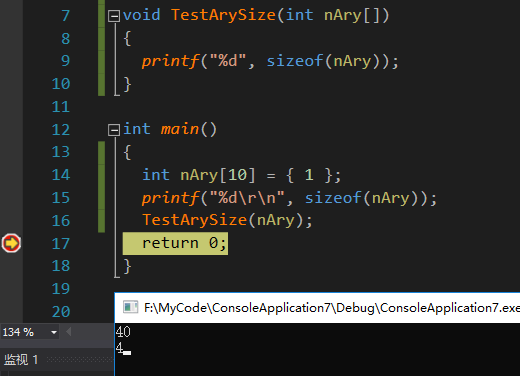 7 void TestArySize(int nAry[])
8 {
9 printf("%d", sizeof(nAry));
10 }
11
12 int main()
13 {
14 int nAry[10] = { 1 };
15 printf("%d\r\n", sizeof(nAry));
16 TestArySize(nAry);
17 return 0;
18 }
19
20
F:\MyCode\ConsoleApplication7\Debug\ConsoleApplication7.exe
134 %
40
4
监视 1